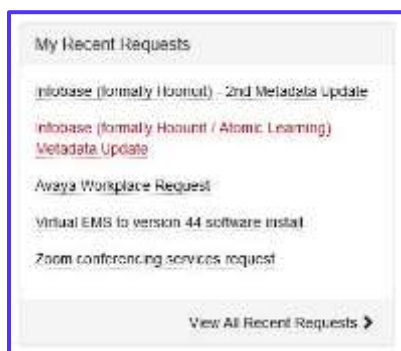 My Recent Requests
Infobase (formally Hoonuit) - 2nd Metadata Update
Infobase (formally Hoounit / Atomic Learning)
Metadata Update
Avaya Workplace Request
Virtual EMS to version 44 software install
Zoom conferencing services request
View All Recent Requests